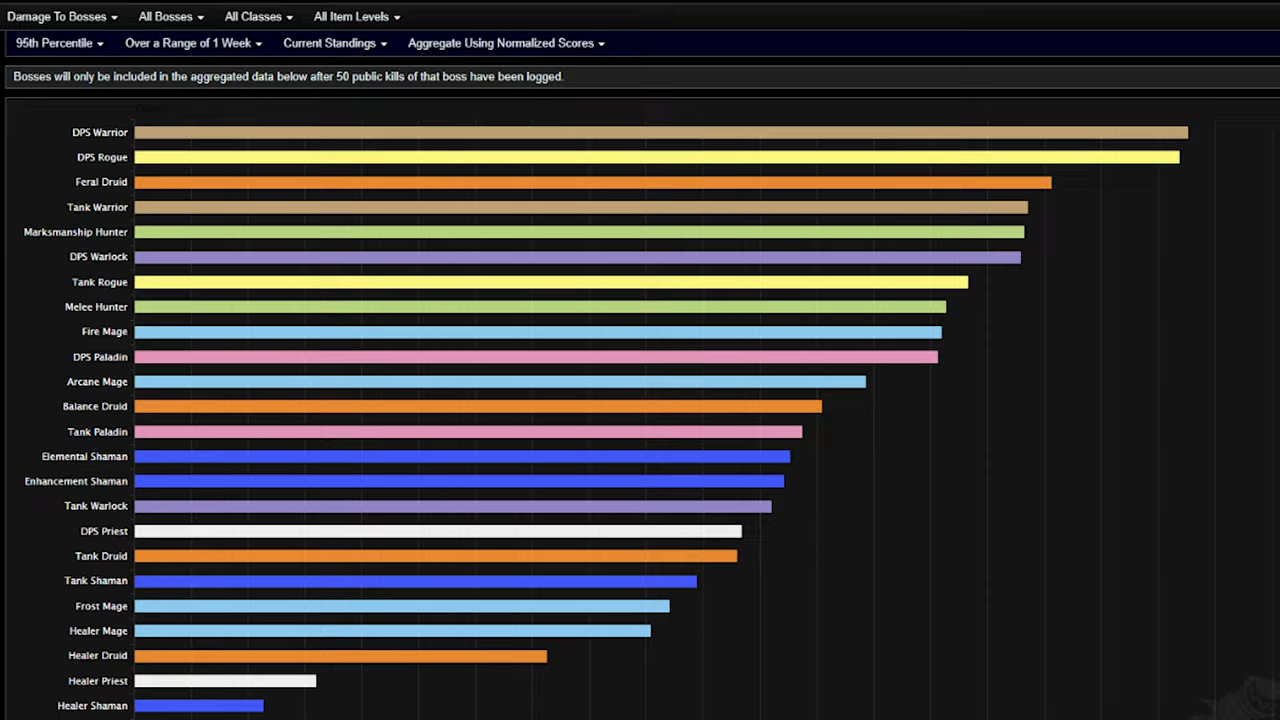 Damage To Bosses All Bosses All Classes All Item Levels
95th Percentile Over a Range of 1 Week Current Standings Aggregate Using Normalized Scores
Bosses will only be included in the aggregated data below after 50 public kills of that boss have been logged.
DPS Warrior
DPS Rogue
Feral Druid
Tank Warrior
Marksmanship Hunter
DPS Warlock
Tank Rogue
Melee Hunter
Fire Mage
DPS Paladin
Arcane Mage
Balance Druid
Tank Paladin
Elemental Shaman
Enhancement Shaman
Tank Warlock
DPS Priest
Tank Druid
Tank Shaman
Frost Mage
Healer Mage
Healer Druid
Healer Priest
Healer Shaman